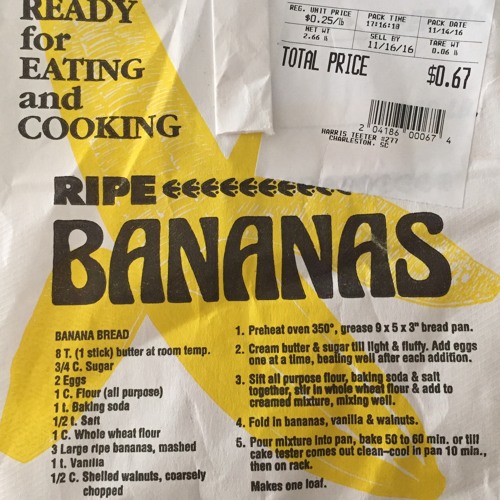 READY
for
EATING
and
COOKING
REG. UNIT PRICE
$0.25/lb
PACK TIME
17:16:18
PACK DATE
11/14/16
NET WT
2.66 lb
SELL BY
11/16/16
TARE WT
0.06 lb
TOTAL PRICE
$0.67
2 04186 00067 4
HARRIS TEETER #277
CHARLESTON, SC
RIPE
BANANAS
BANANA BREAD
8 T. (1 stick) butter at room temp.
3/4 C. Sugar
2 Eggs
1 C. Flour (all purpose)
1 t. Baking soda
1/2 t. Salt
1 C. Whole wheat flour
3 Large ripe bananas, mashed
1 t. Vanilla
1/2 C. Shelled walnuts, coarsely
chopped
1. Preheat oven 350°, grease 9 x 5 x 3" bread pan.
2. Cream butter & sugar till light & fluffy. Add eggs
one at a time, beating well after each addition.
3. Sift all purpose flour, baking soda & salt
together, stir in whole wheat flour & add to
creamed mixture, mixing well.
4. Fold in bananas, vanilla & walnuts.
5. Pour mixture into pan, bake 50 to 60 min. or till
cake tester comes out clean–cool in pan 10 min.,
then on rack.
Makes one loaf.